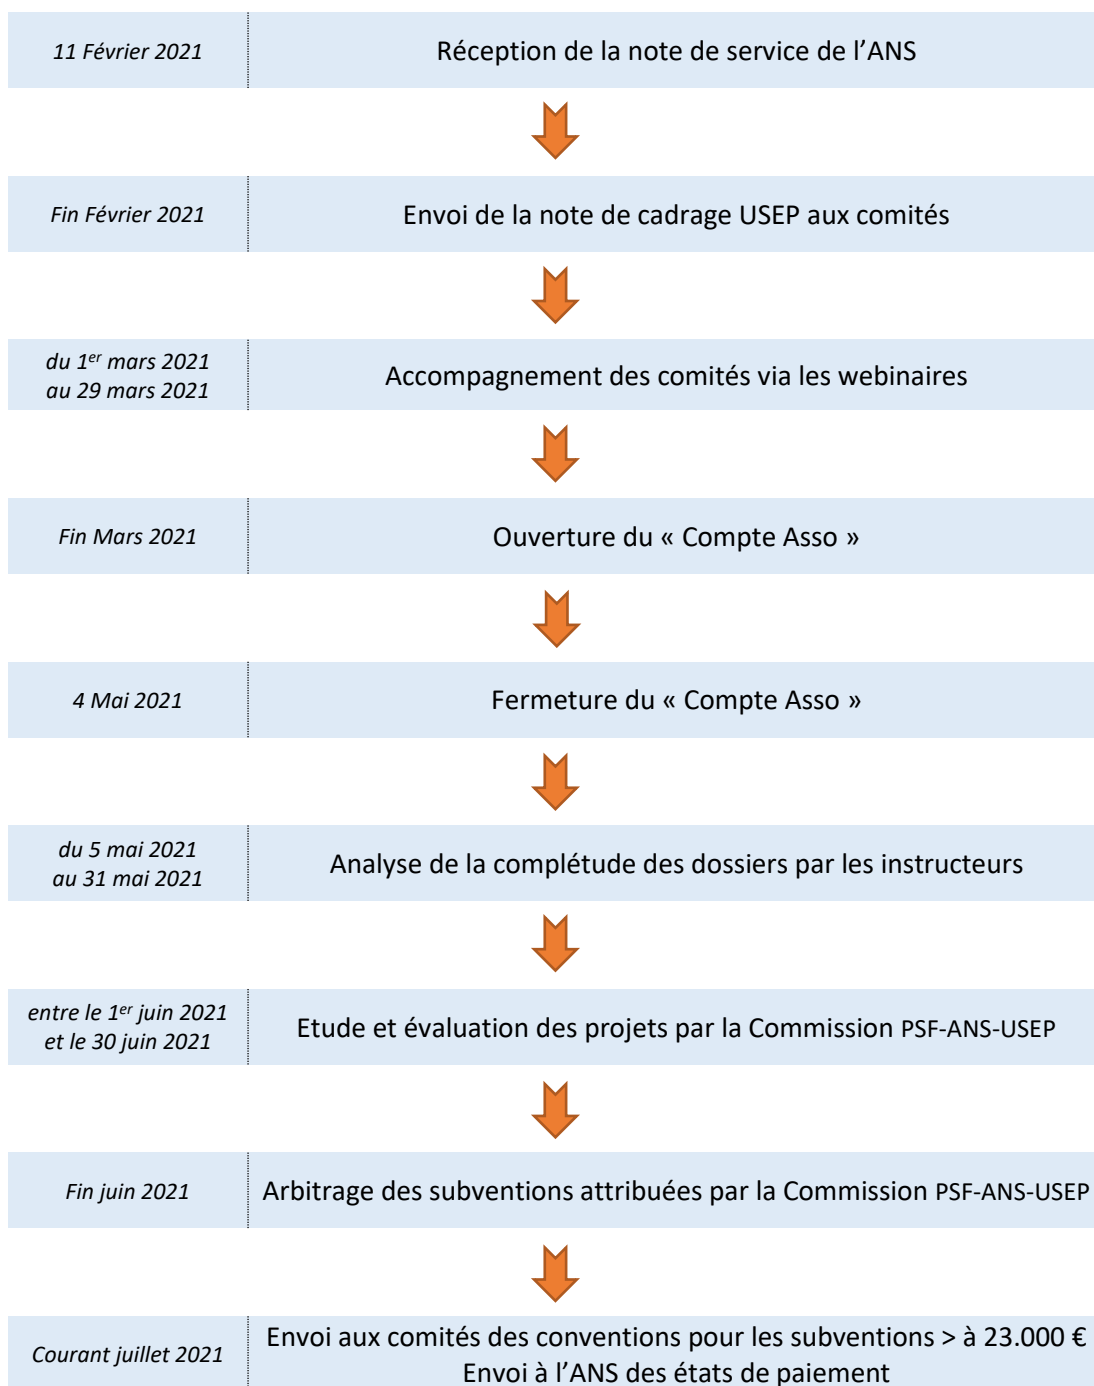 11 Février 2021
Réception de la note de service de l’ANS
Fin Février 2021
Envoi de la note de cadrage USEP aux comités
du 1er mars 2021
au 29 mars 2021
Accompagnement des comités via les webinaires
Fin Mars 2021
Ouverture du « Compte Asso »
4 Mai 2021
Fermeture du « Compte Asso »
du 5 mai 2021
au 31 mai 2021
Analyse de la complétude des dossiers par les instructeurs
entre le 1er juin 2021
et le 30 juin 2021
Etude et évaluation des projets par la Commission PSF-ANS-USEP
Fin juin 2021
Arbitrage des subventions attribuées par la Commission PSF-ANS-USEP
Courant juillet 2021
Envoi aux comités des conventions pour les subventions > à 23.000 €
Envoi à l’ANS des états de paiement